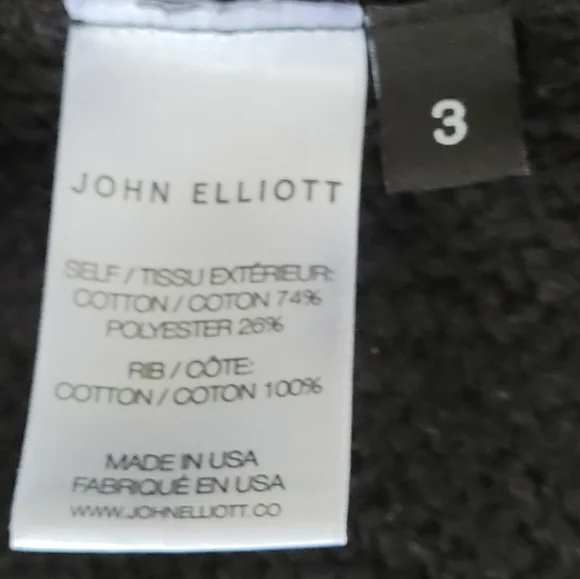 JOHN ELLIOTT
SELF / TISSU EXTÉRIEUR:
COTTON / COTON 74%
POLYESTER 26%
RIB / CÔTE:
COTTON / COTON 100%
MADE IN USA
FABRIQUÉ EN USA
WWW.JOHNELLIOTT.CO
3